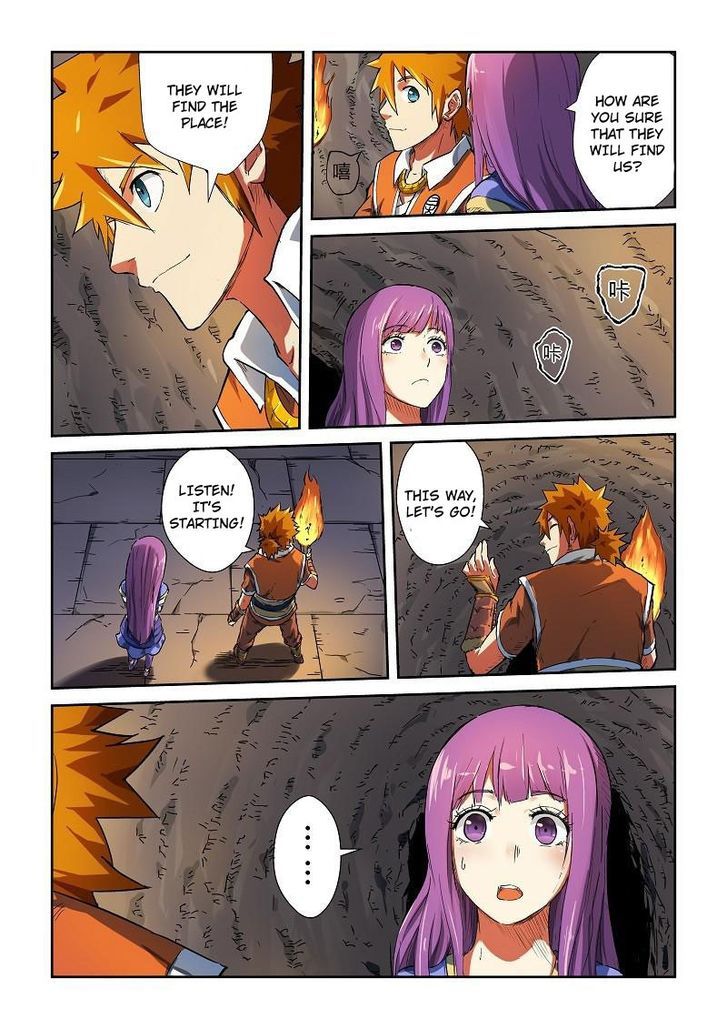 HOW ARE
YOU SURE
THAT THEY
WILL FIND
US?
嘻
THEY WILL
FIND THE
PLACE!
咔
咔
THIS WAY,
LET'S GO!
LISTEN!
IT'S
STARTING!
......